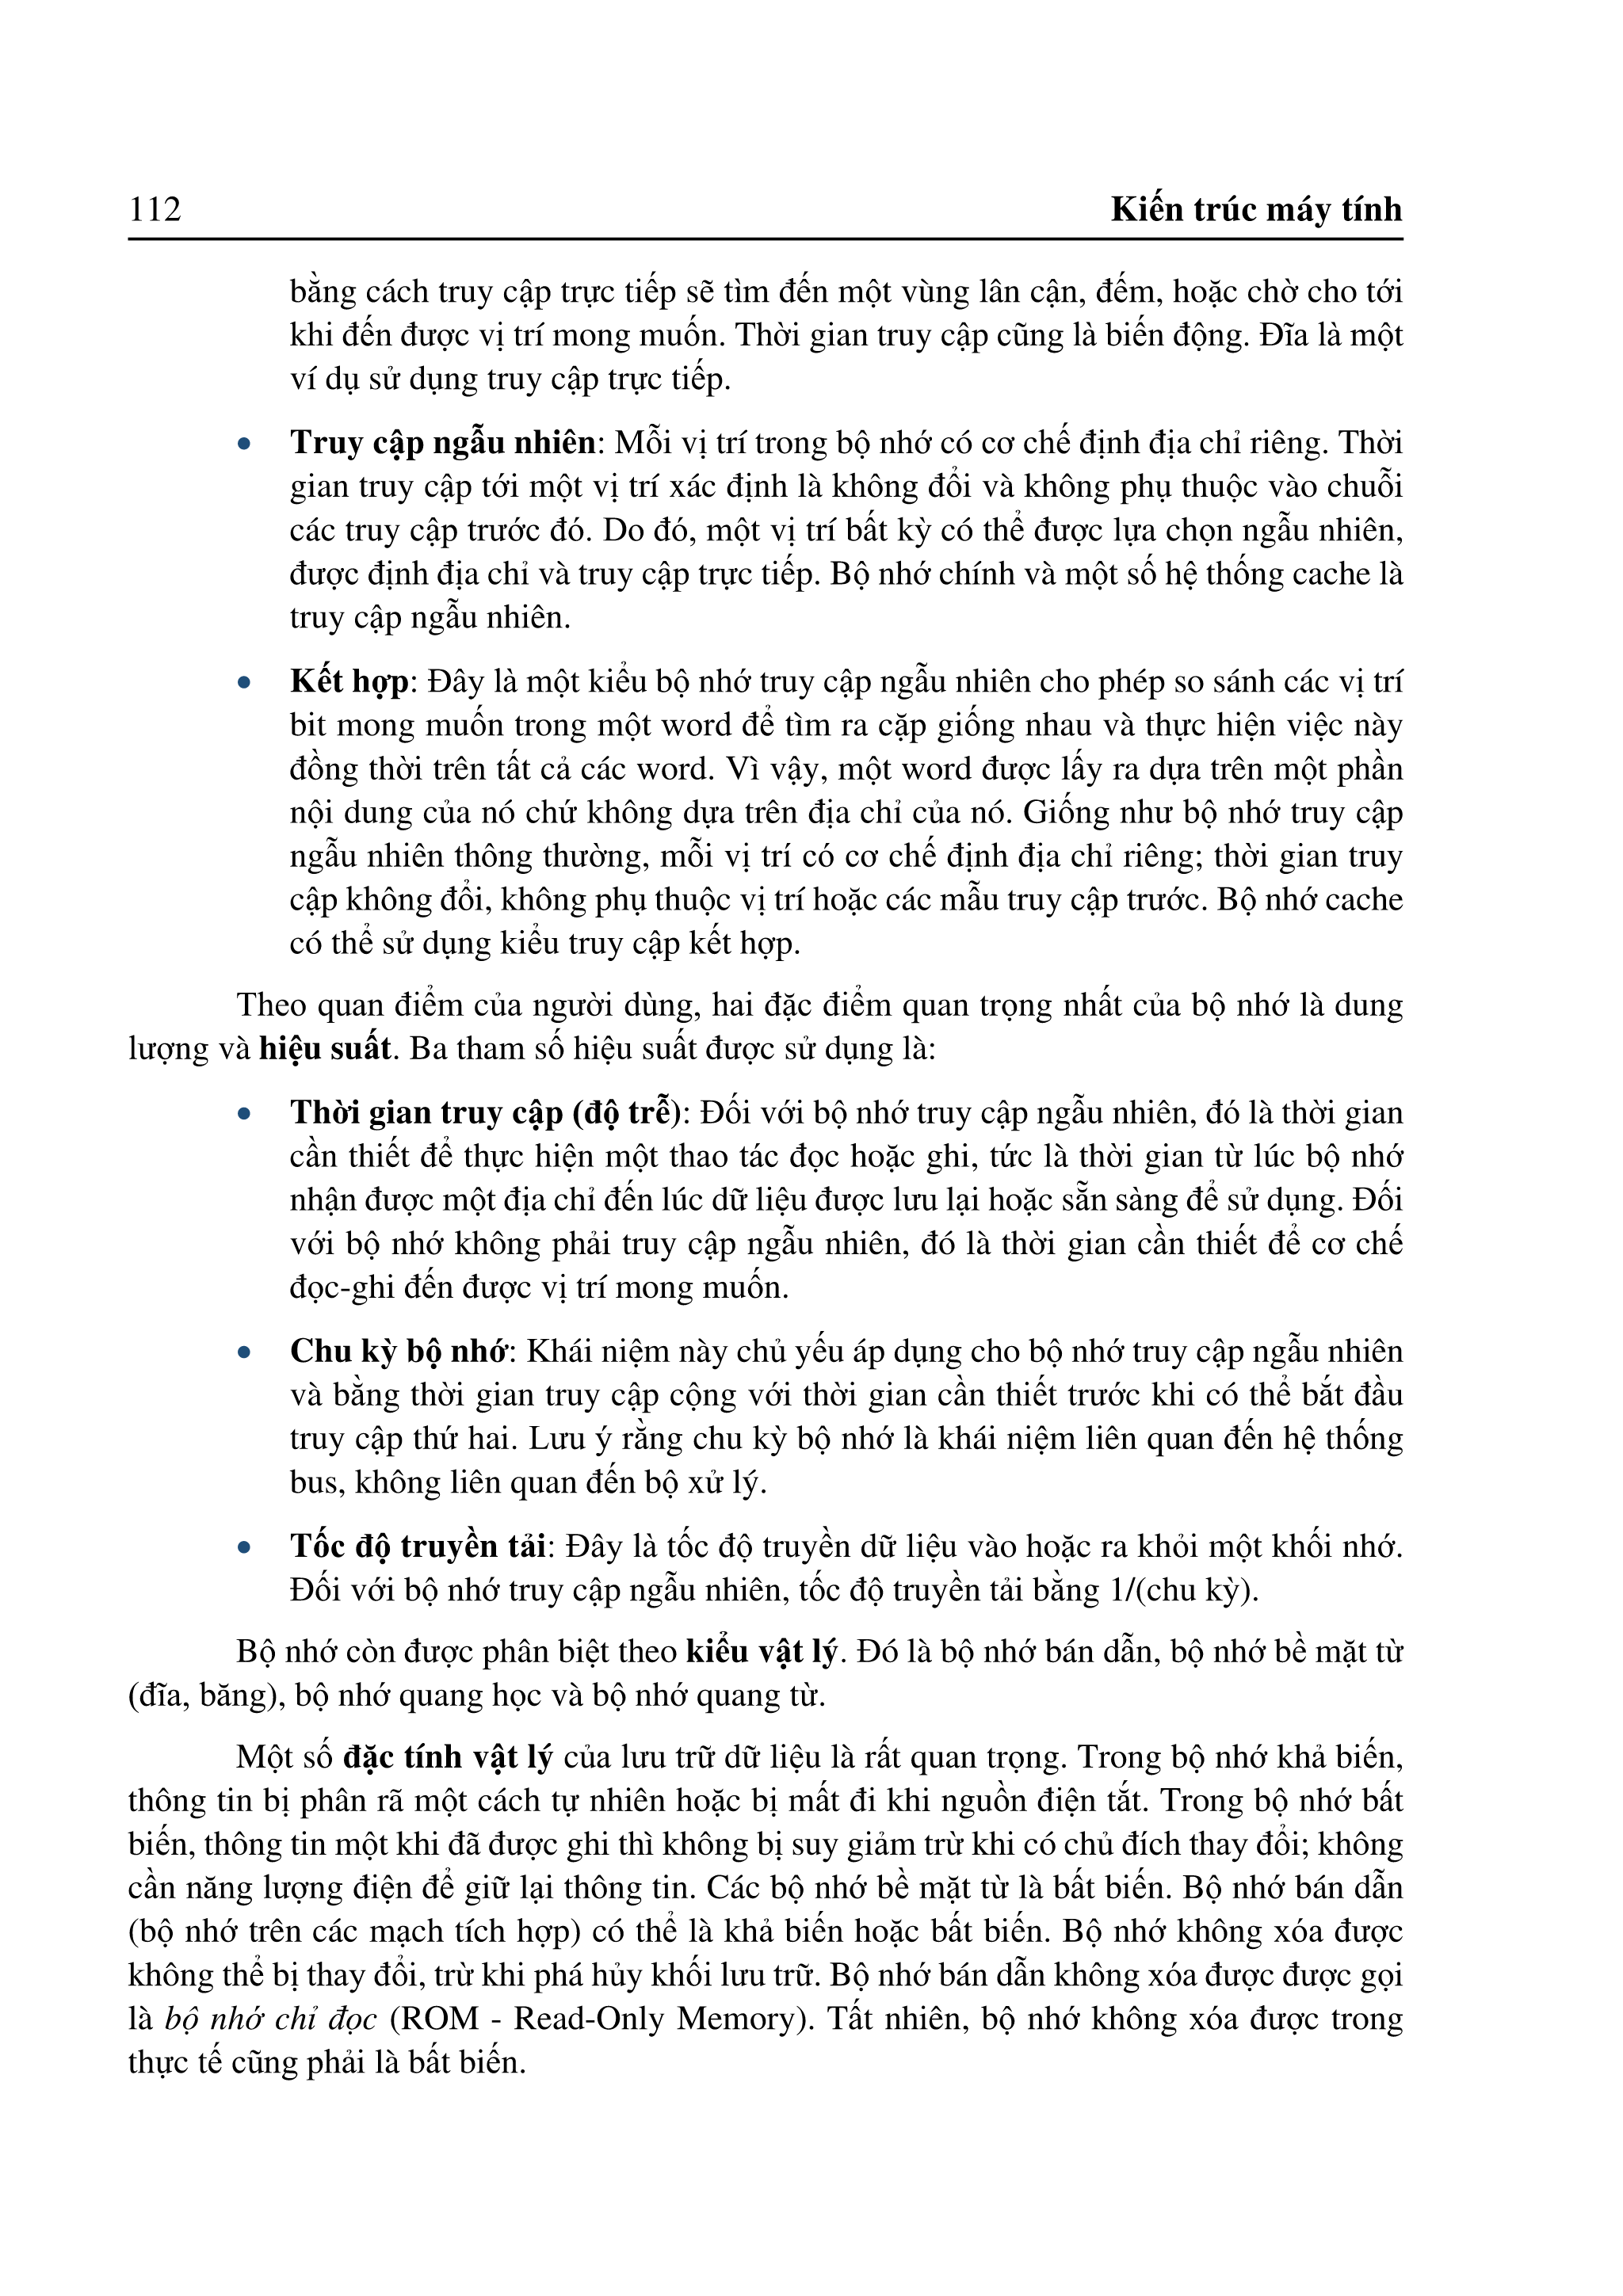 112 Kiến trúc máy tính
bằng cách truy cập trực tiếp sẽ tìm đến một vùng lân cận, đếm, hoặc chờ cho tới
khi đến được vị trí mong muốn. Thời gian truy cập cũng là biến động. Đĩa là một
ví dụ sử dụng truy cập trực tiếp.
• Truy cập ngẫu nhiên: Mỗi vị trí trong bộ nhớ có cơ chế định địa chỉ riêng. Thời
gian truy cập tới một vị trí xác định là không đổi và không phụ thuộc vào chuỗi
các truy cập trước đó. Do đó, một vị trí bất kỳ có thể được lựa chọn ngẫu nhiên,
được định địa chỉ và truy cập trực tiếp. Bộ nhớ chính và một số hệ thống cache là
truy cập ngẫu nhiên.
• Kết hợp: Đây là một kiểu bộ nhớ truy cập ngẫu nhiên cho phép so sánh các vị trí
bit mong muốn trong một word để tìm ra cặp giống nhau và thực hiện việc này
đồng thời trên tất cả các word. Vì vậy, một word được lấy ra dựa trên một phần
nội dung của nó chứ không dựa trên địa chỉ của nó. Giống như bộ nhớ truy cập
ngẫu nhiên thông thường, mỗi vị trí có cơ chế định địa chỉ riêng; thời gian truy
cập không đổi, không phụ thuộc vị trí hoặc các mẫu truy cập trước. Bộ nhớ cache
có thể sử dụng kiểu truy cập kết hợp.
Theo quan điểm của người dùng, hai đặc điểm quan trọng nhất của bộ nhớ là dung
lượng và hiệu suất. Ba tham số hiệu suất được sử dụng là:
• Thời gian truy cập (độ trễ): Đối với bộ nhớ truy cập ngẫu nhiên, đó là thời gian
cần thiết để thực hiện một thao tác đọc hoặc ghi, tức là thời gian từ lúc bộ nhớ
nhận được một địa chỉ đến lúc dữ liệu được lưu lại hoặc sẵn sàng để sử dụng. Đối
với bộ nhớ không phải truy cập ngẫu nhiên, đó là thời gian cần thiết để cơ chế
đọc-ghi đến được vị trí mong muốn.
• Chu kỳ bộ nhớ: Khái niệm này chủ yếu áp dụng cho bộ nhớ truy cập ngẫu nhiên
và bằng thời gian truy cập cộng với thời gian cần thiết trước khi có thể bắt đầu
truy cập thứ hai. Lưu ý rằng chu kỳ bộ nhớ là khái niệm liên quan đến hệ thống
bus, không liên quan đến bộ xử lý.
• Tốc độ truyền tải: Đây là tốc độ truyền dữ liệu vào hoặc ra khỏi một khối nhớ.
Đối với bộ nhớ truy cập ngẫu nhiên, tốc độ truyền tải bằng 1/(chu kỳ).
Bộ nhớ còn được phân biệt theo kiểu vật lý. Đó là bộ nhớ bán dẫn, bộ nhớ bề mặt từ
(đĩa, băng), bộ nhớ quang học và bộ nhớ quang từ.
Một số đặc tính vật lý của lưu trữ dữ liệu là rất quan trọng. Trong bộ nhớ khả biến,
thông tin bị phân rã một cách tự nhiên hoặc bị mất đi khi nguồn điện tắt. Trong bộ nhớ bất
biến, thông tin một khi đã được ghi thì không bị suy giảm trừ khi có chủ đích thay đổi; không
cần năng lượng điện để giữ lại thông tin. Các bộ nhớ bề mặt từ là bất biến. Bộ nhớ bán dẫn
(bộ nhớ trên các mạch tích hợp) có thể là khả biến hoặc bất biến. Bộ nhớ không xóa được
không thể bị thay đổi, trừ khi phá hủy khối lưu trữ. Bộ nhớ bán dẫn không xóa được được gọi
là bộ nhớ chỉ đọc (ROM - Read-Only Memory). Tất nhiên, bộ nhớ không xóa được trong
thực tế cũng phải là bất biến.